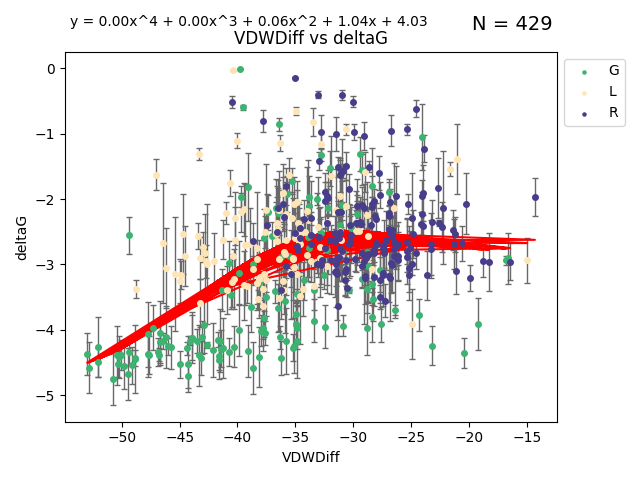 y = 0.00x^4 + 0.00x^3 + 0.06x^2 + 1.04x + 4.03
N = 429
VDWDiff vs deltaG
G
L
R
deltaG
0
−1
−2
−3
−4
−5
−50
−45
−40
−35
−30
−25
−20
−15
VDWDiff